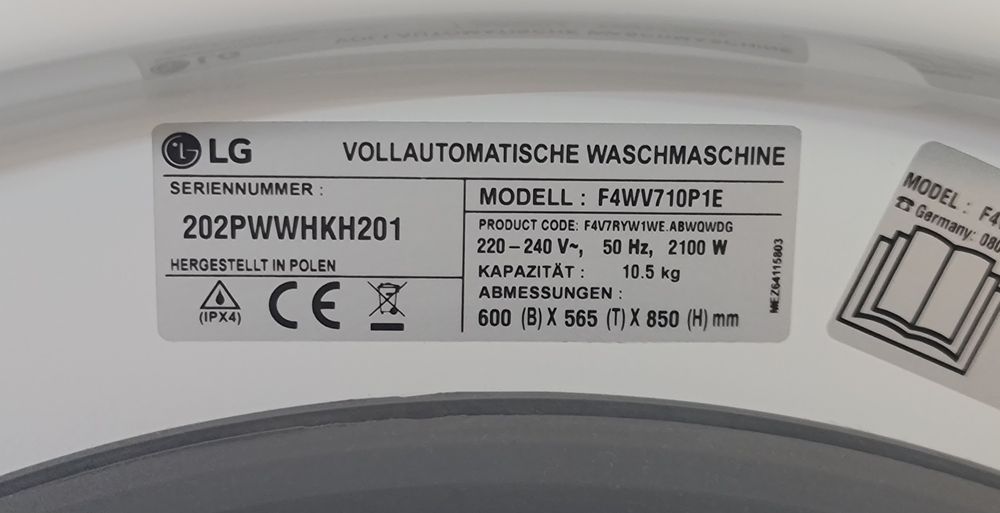 LG VOLLAUTOMATISCHE WASCHMASCHINE
SERIENNUMMER :
202PWWHKH201
HERGESTELLT IN POLEN
(IPX4)
CE
MODELL : F4WV710P1E
PRODUCT CODE: F4V7RYW1WE.ABWQWDG
220 – 240 V~, 50 Hz, 2100 W
KAPAZITÄT : 10.5 kg
ABMESSUNGEN :
600 (B) X 565 (T) X 850 (H) mm
MEZ64115803
MODEL : F4
Germany: 080